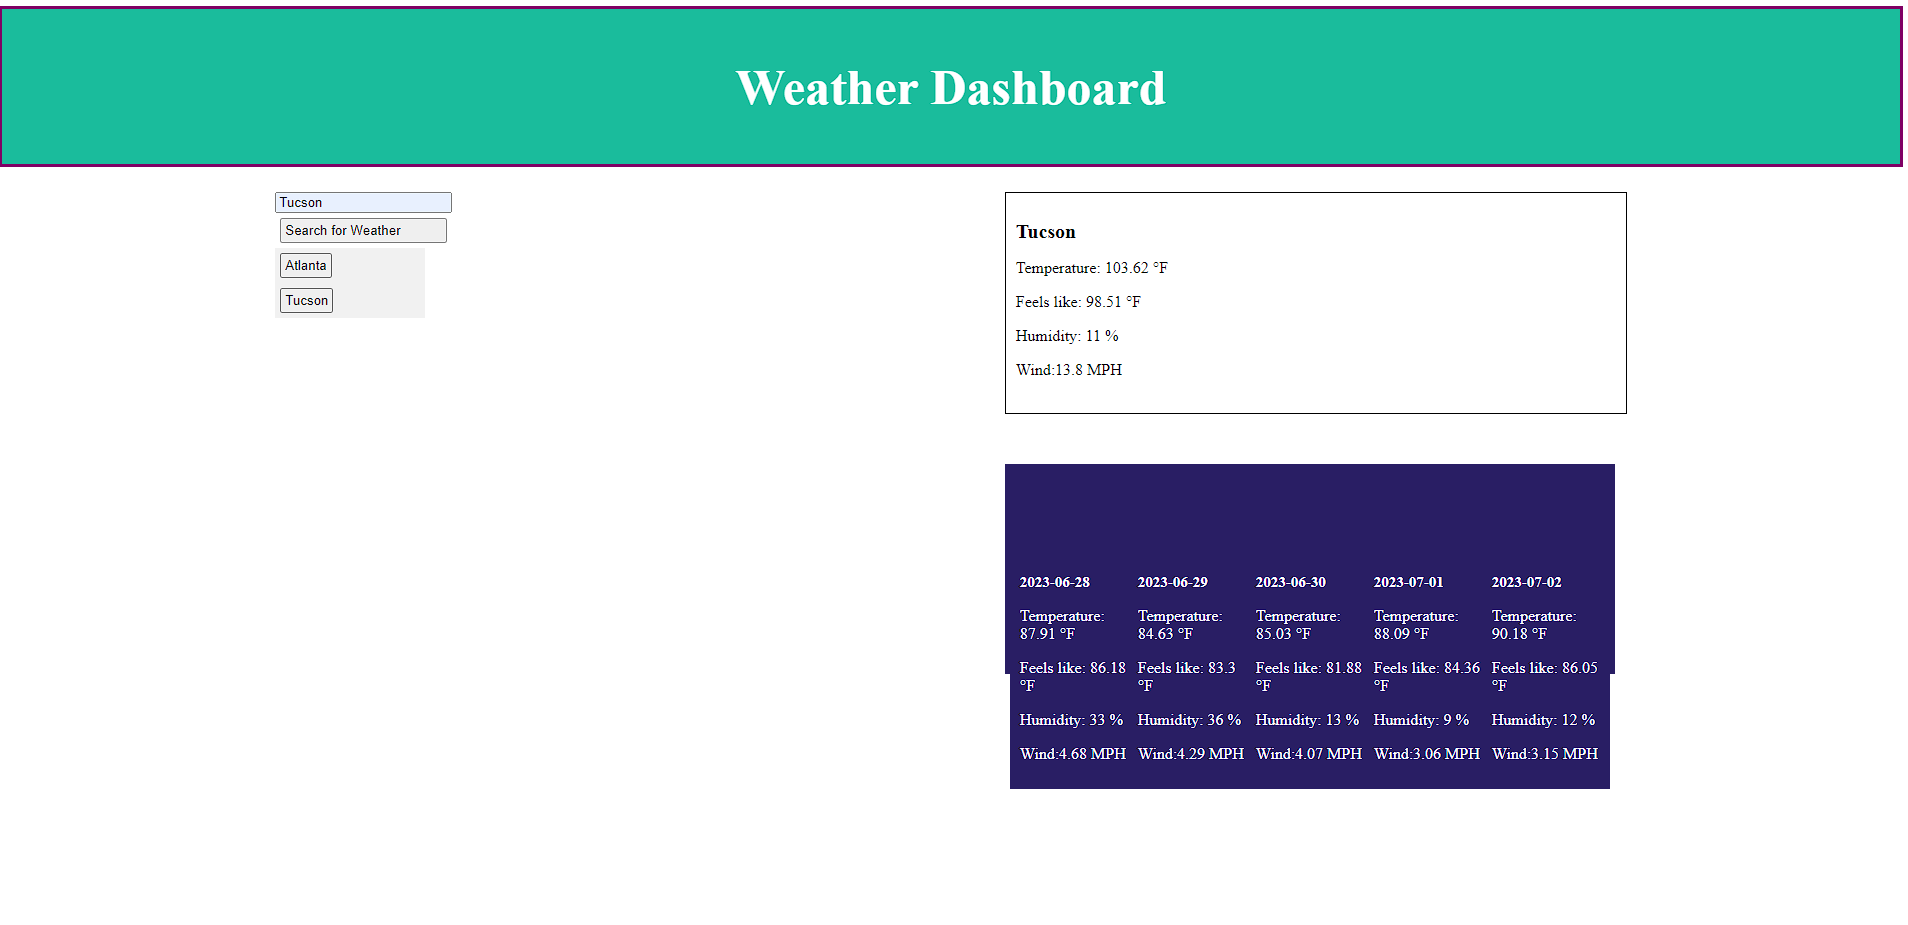 Weather Dashboard
Tucson
Search for Weather
Atlanta
Tucson
Tucson
Temperature: 103.62 °F
Feels like: 98.51 °F
Humidity: 11 %
Wind:13.8 MPH
2023-06-28
Temperature:
87.91 °F
Feels like: 86.18
°F
Humidity: 33 %
Wind:4.68 MPH
2023-06-29
Temperature:
84.63 °F
Feels like: 83.3
°F
Humidity: 36 %
Wind:4.29 MPH
2023-06-30
Temperature:
85.03 °F
Feels like: 81.88
°F
Humidity: 13 %
Wind:4.07 MPH
2023-07-01
Temperature:
88.09 °F
Feels like: 84.36
°F
Humidity: 9 %
Wind:3.06 MPH
2023-07-02
Temperature:
90.18 °F
Feels like: 86.05
°F
Humidity: 12 %
Wind:3.15 MPH